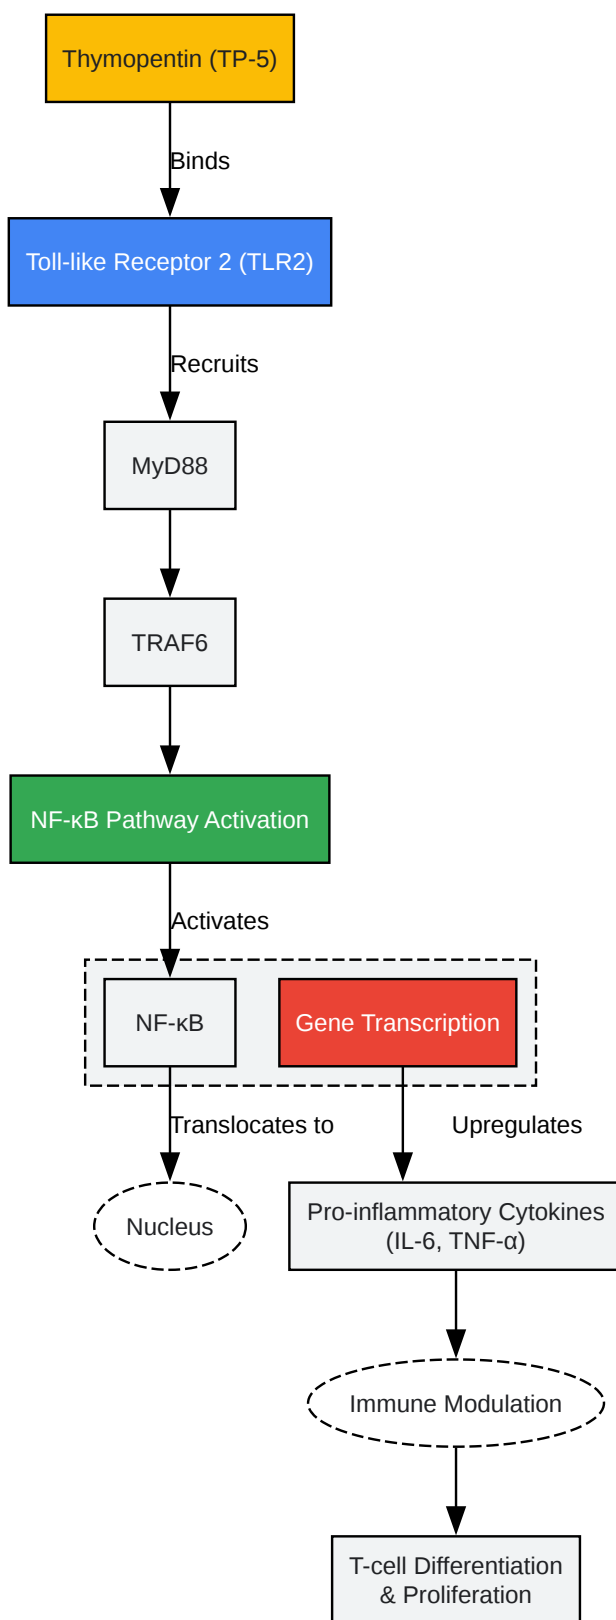 Thymopentin (TP-5)
Binds
Toll-like Receptor 2 (TLR2)
Recruits
MyD88
TRAF6
NF-κB Pathway Activation
Activates
NF-κB
Gene Transcription
Translocates to
Upregulates
Nucleus
Pro-inflammatory Cytokines
(IL-6, TNF-α)
Immune Modulation
T-cell Differentiation
& Proliferation